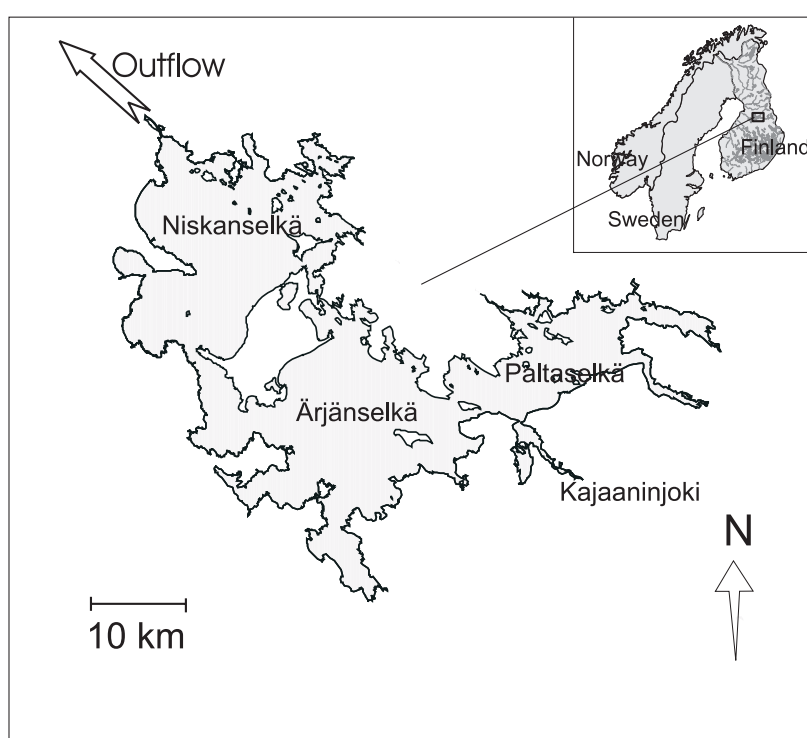 Outflow
Norway
Finland
Sweden
Niskanselkä
Paltaselkä
Ärjänselkä
Kajaaninjoki
N
10 km